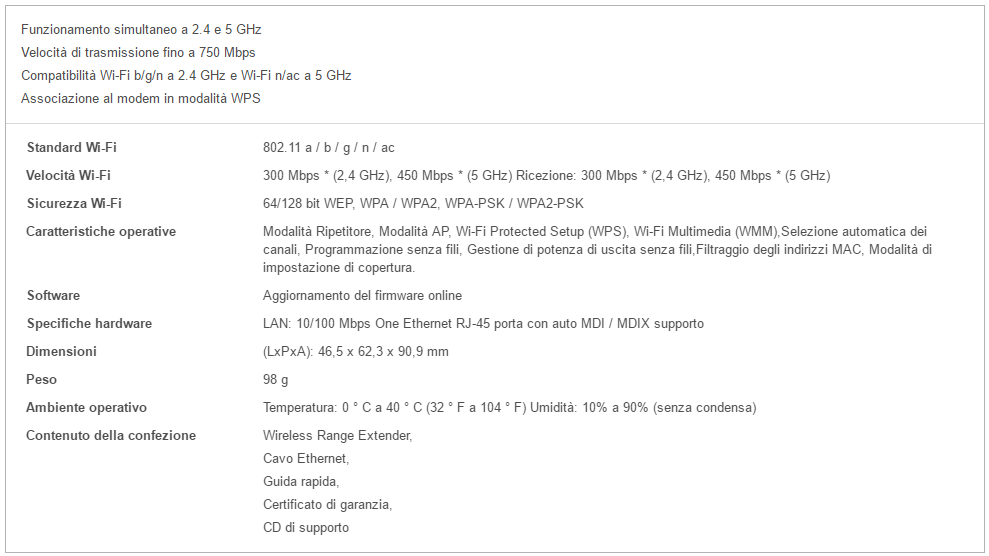 Funzionamento simultaneo a 2.4 e 5 GHz
Velocità di trasmissione fino a 750 Mbps
Compatibilità Wi-Fi b/g/n a 2.4 GHz e Wi-Fi n/ac a 5 GHz
Associazione al modem in modalità WPS
Standard Wi-Fi 802.11 a / b / g / n / ac
Velocità Wi-Fi 300 Mbps * (2,4 GHz), 450 Mbps * (5 GHz) Ricezione: 300 Mbps * (2,4 GHz), 450 Mbps * (5 GHz)
Sicurezza Wi-Fi 64/128 bit WEP, WPA / WPA2, WPA-PSK / WPA2-PSK
Caratteristiche operative Modalità Ripetitore, Modalità AP, Wi-Fi Protected Setup (WPS), Wi-Fi Multimedia (WMM),Selezione automatica dei
canali, Programmazione senza fili, Gestione di potenza di uscita senza fili,Filtraggio degli indirizzi MAC, Modalità di
impostazione di copertura.
Software Aggiornamento del firmware online
Specifiche hardware LAN: 10/100 Mbps One Ethernet RJ-45 porta con auto MDI / MDIX supporto
Dimensioni (LxPxA): 46,5 x 62,3 x 90,9 mm
Peso 98 g
Ambiente operativo Temperatura: 0 ° C a 40 ° C (32 ° F a 104 ° F) Umidità: 10% a 90% (senza condensa)
Contenuto della confezione Wireless Range Extender,
Cavo Ethernet,
Guida rapida,
Certificato di garanzia,
CD di supporto